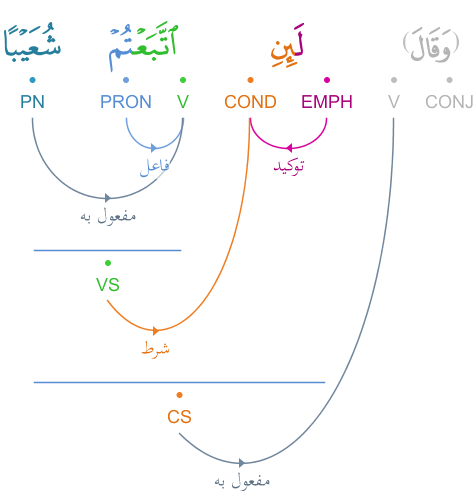 (وَقَالَ) لَئِنِ ٱتَّبَعْتُمْ شُعَيْبًا
PN PRON V COND EMPH V CONJ
فاعل توكيد
مفعول به
VS
شرط
CS
مفعول به